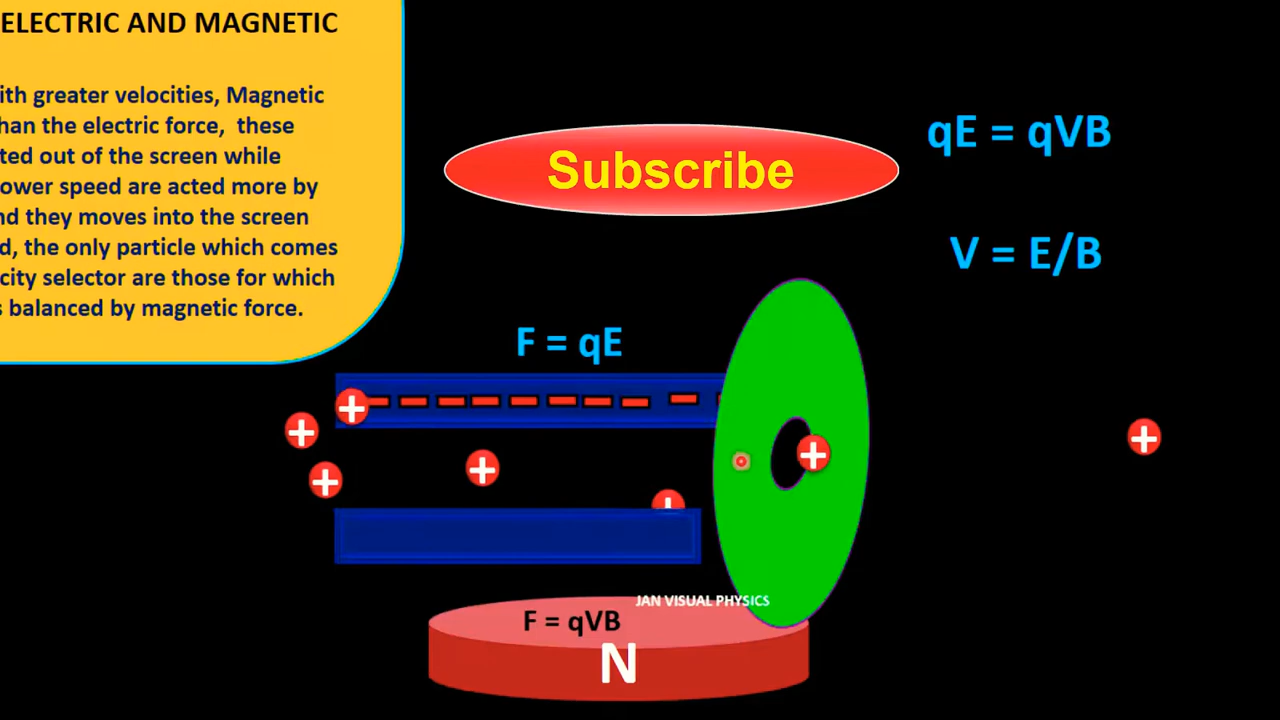 ELECTRIC AND MAGNETIC
ith greater velocities, Magnetic
han the electric force, these
ted out of the screen while
ower speed are acted more by
nd they moves into the screen
d, the only particle which comes
city selector are those for which
s balanced by magnetic force.
Subscribe
qE = qVB
V = E/B
F = qE
JAN VISUAL PHYSICS
F = qVB
N